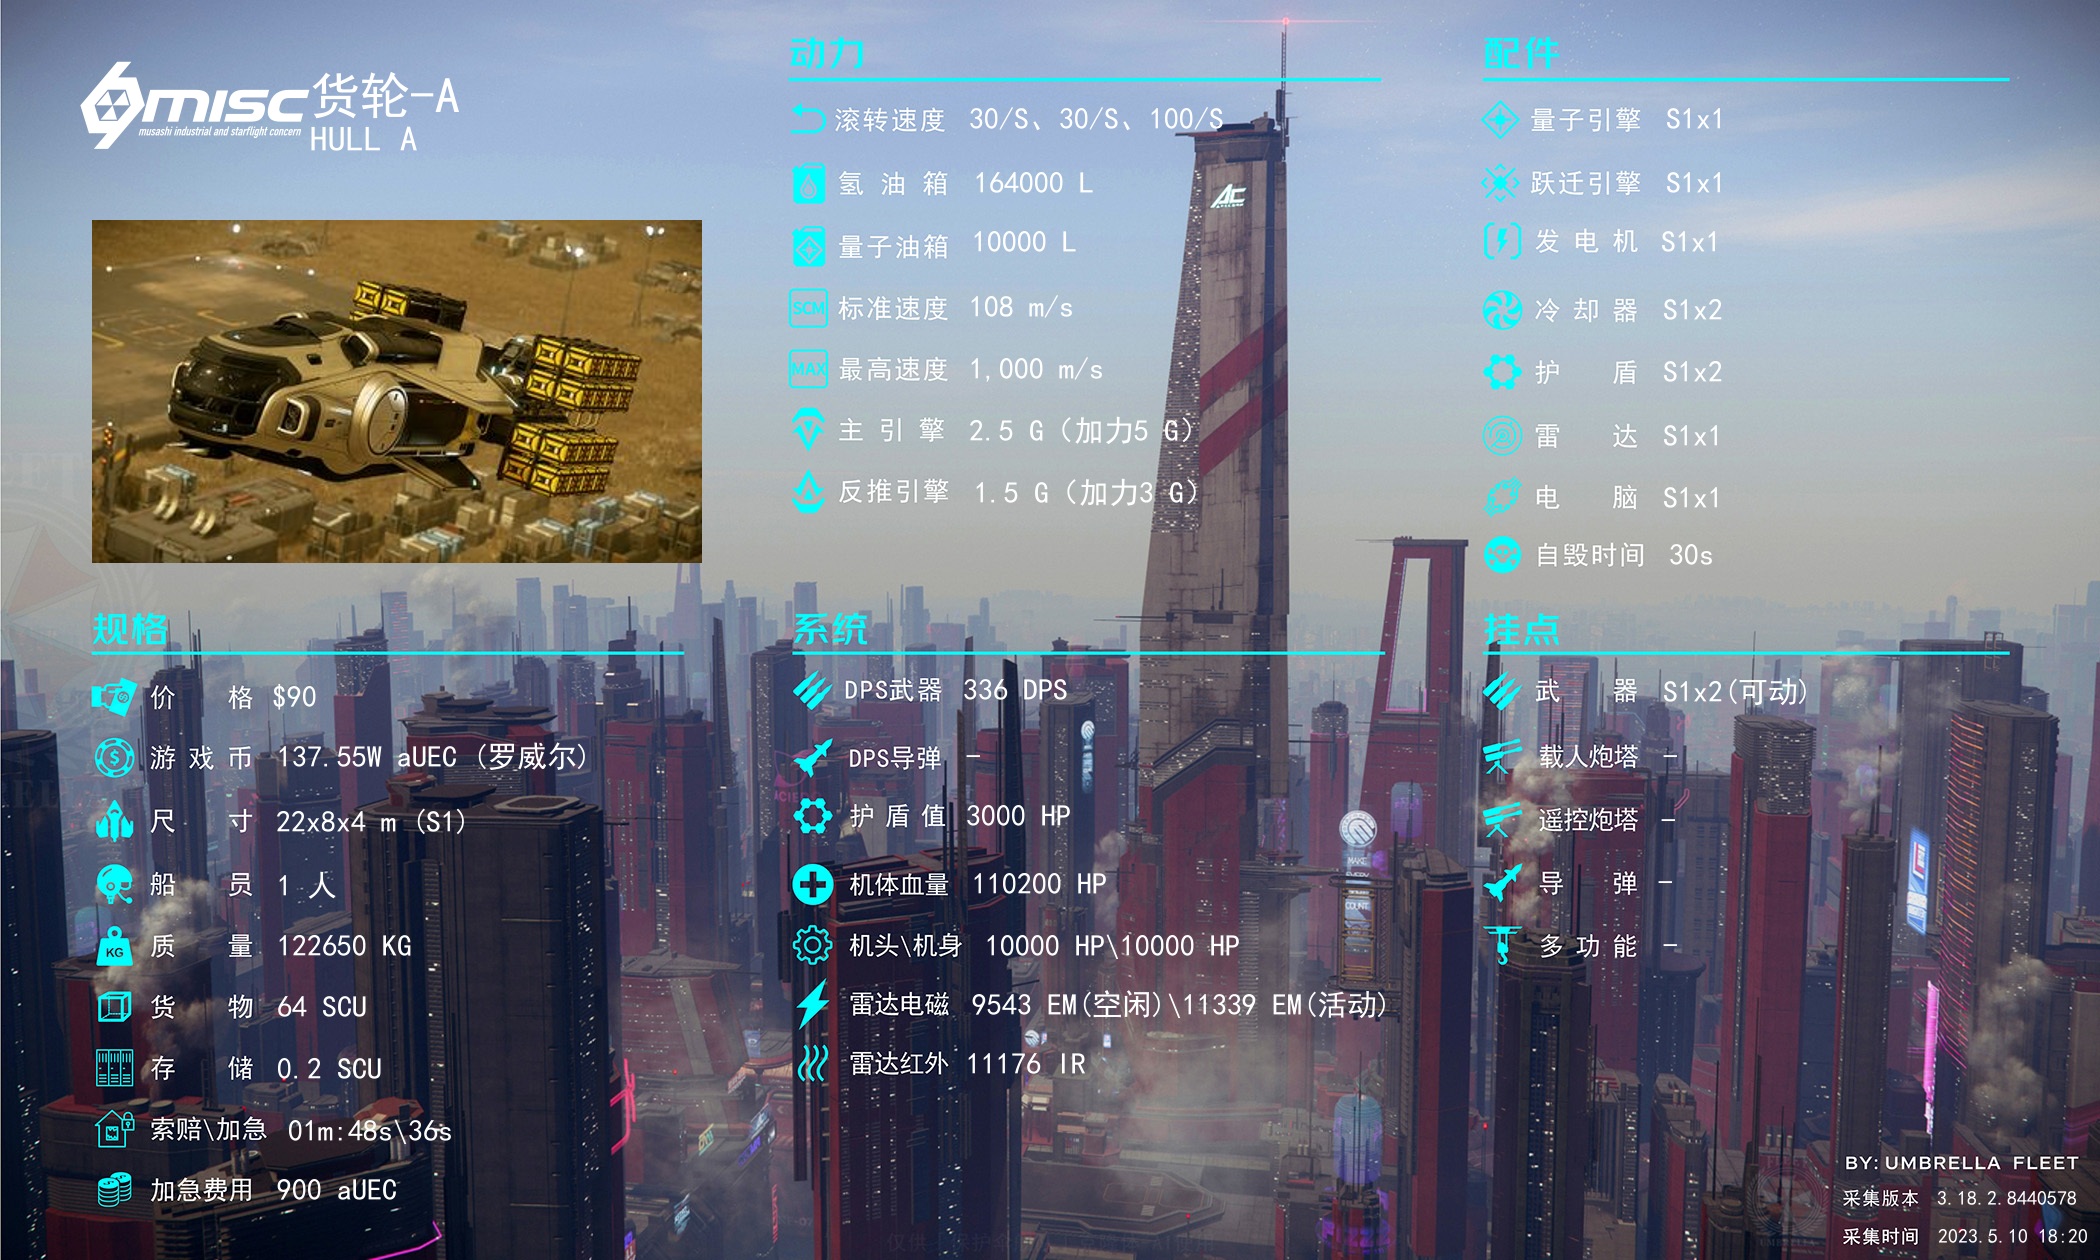 misc 货轮-A
musashi industrial and starflight concern
HULL A
动力
滚转速度 30/S、30/S、100/S
氢油箱 164000 L
量子油箱 10000 L
SCM 标准速度 108 m/s
MAX 最高速度 1,000 m/s
主引擎 2.5 G（加力5 G）
反推引擎 1.5 G（加力3 G）
配件
量子引擎 S1x1
跃迁引擎 S1x1
发电机 S1x1
冷却器 S1x2
护盾 S1x2
雷达 S1x1
电脑 S1x1
自毁时间 30s
规格
价格 $90
游戏币 137.55W aUEC (罗威尔)
尺寸 22x8x4 m (S1)
船员 1 人
KG 质量 122650 KG
货物 64 SCU
存储 0.2 SCU
索赔\加急 01m:48s\36s
加急费用 900 aUEC
系统
DPS武器 336 DPS
DPS导弹 —
护盾值 3000 HP
机体血量 110200 HP
机头\机身 10000 HP\10000 HP
雷达电磁 9543 EM(空闲)\11339 EM(活动)
雷达红外 11176 IR
挂点
武器 S1x2(可动)
载人炮塔 —
遥控炮塔 —
导弹 —
多功能 —
AC
MAKE
EVERY
COUNT
BY: UMBRELLA FLEET
采集版本 3.18.2.8440578
采集时间 2023.5.10 18:20